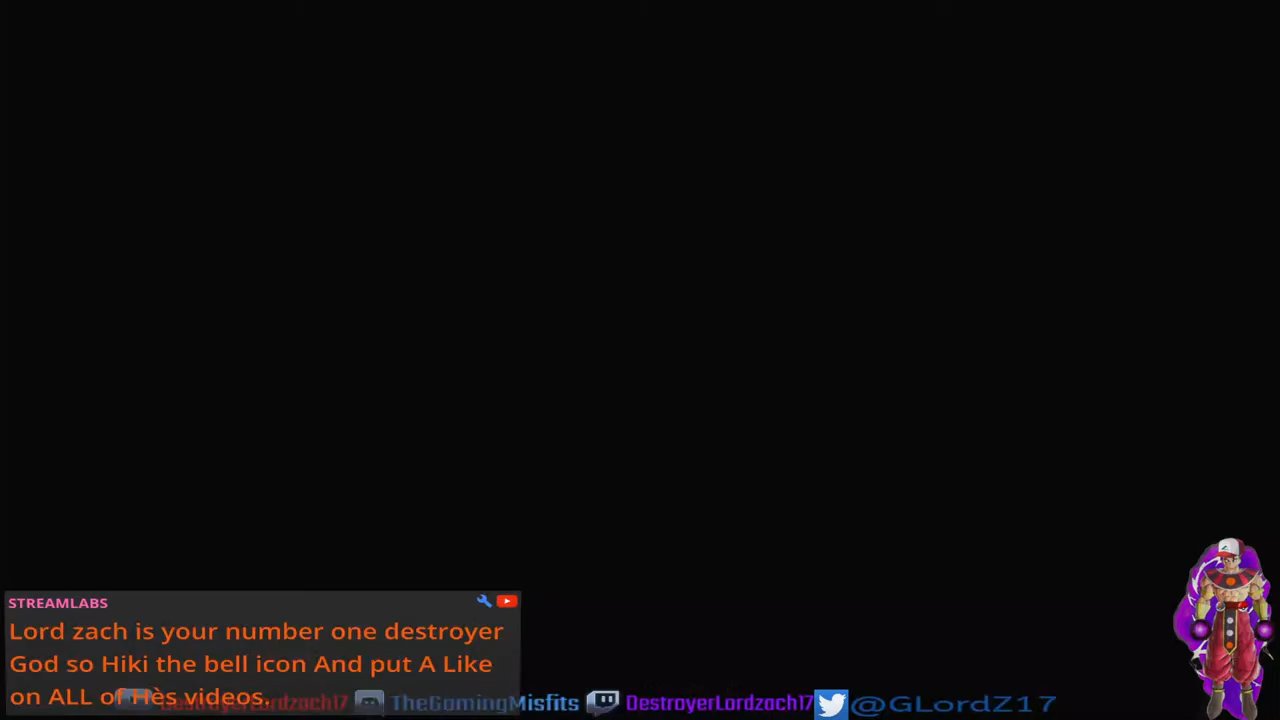 STREAMLABS
Lord zach is your number one destroyer
God so Hiki the bell icon And put A Like
on ALL of Hès videos.
DestroyerLordzach17 TheGamingMisfits DestroyerLordzach17 @GLordZ17